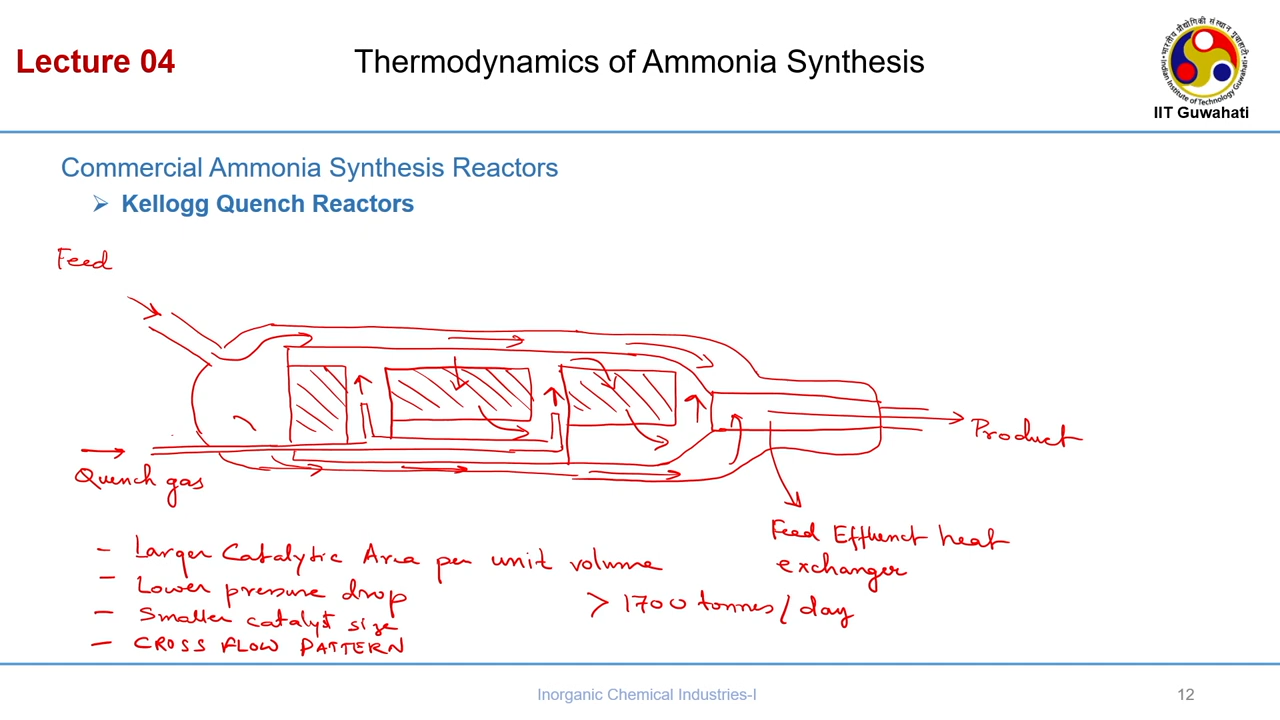 Lecture 04
Thermodynamics of Ammonia Synthesis
IIT Guwahati
Commercial Ammonia Synthesis Reactors
➢ Kellogg Quench Reactors
Feed
Product
Quench gas
Feed Effluent heat
exchanger
- Larger Catalytic Area per unit volume
- Lower pressure drop
> 1700 tonnes/day
- Smaller catalyst size
- CROSS FLOW PATTERN
Inorganic Chemical Industries-I
12